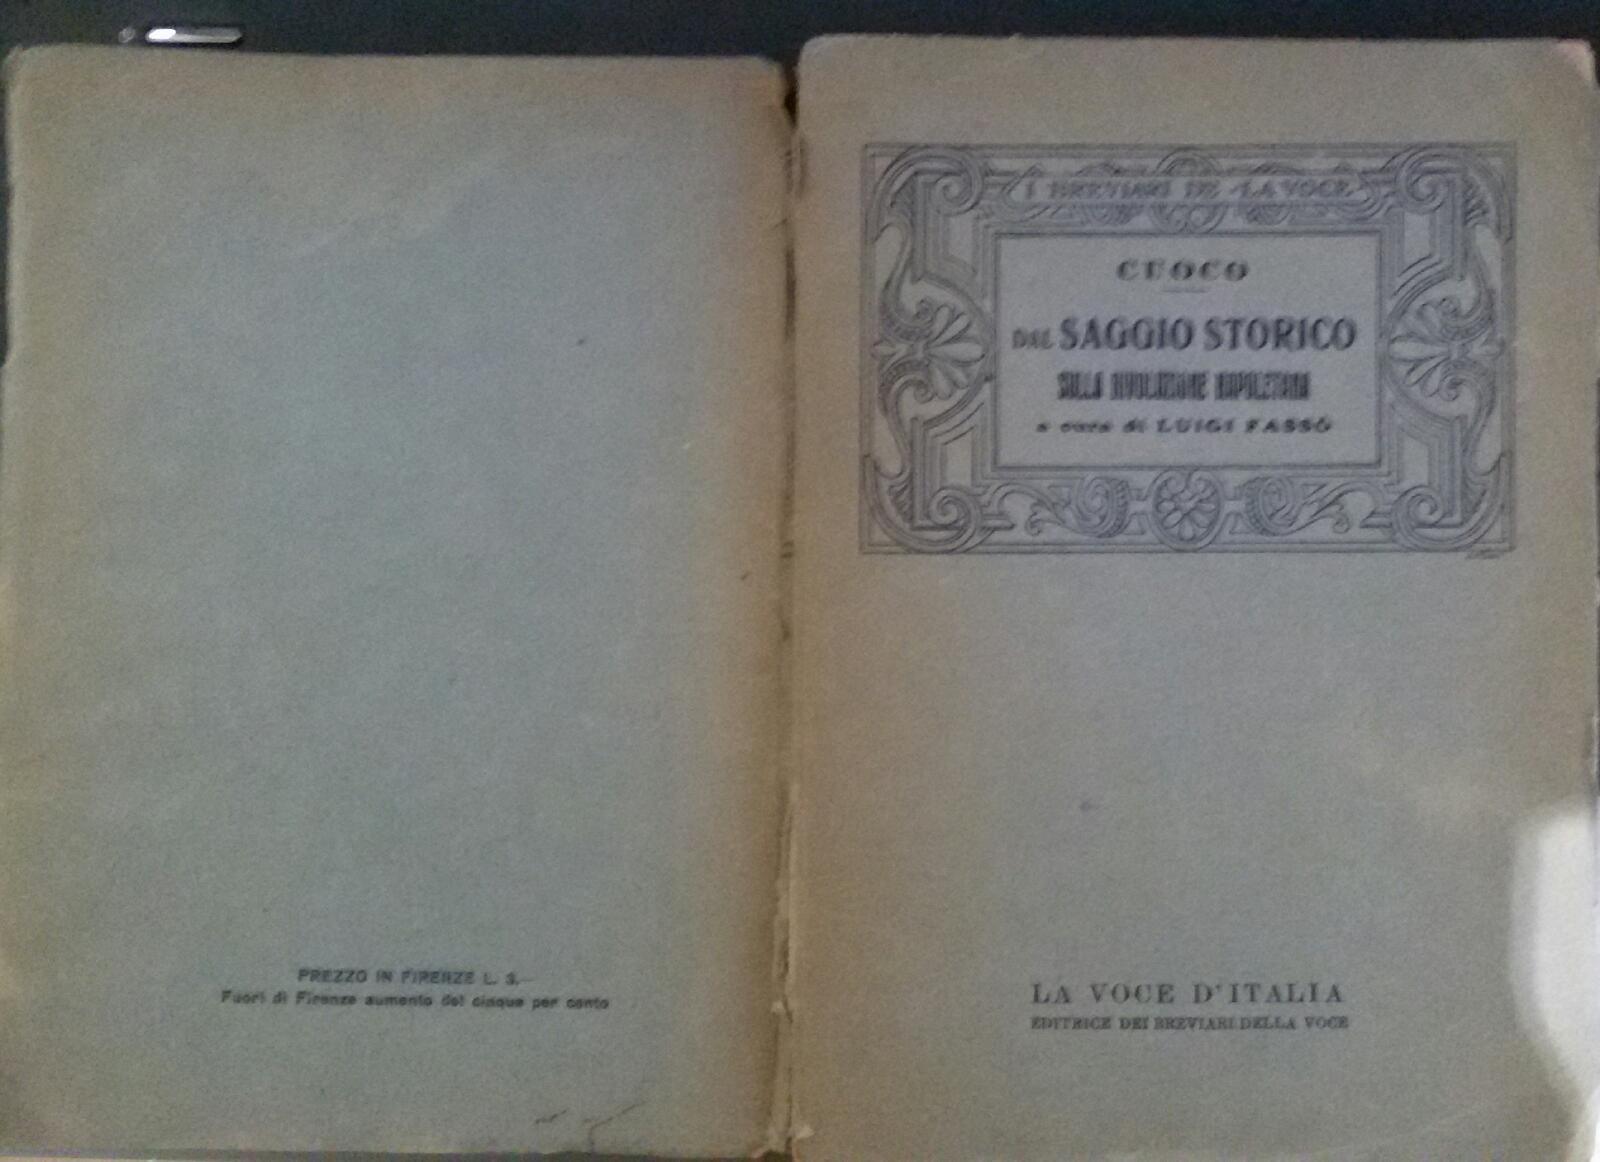 PREZZO IN FIRENZE L. 3.—
Fuori di Firenze aumento del cinque per cento
I BREVIARI DE "LA VOCE"
CUOCO
DAL SAGGIO STORICO
SULLA RIVOLUZIONE NAPOLETANA
a cura di LUIGI FASSÒ
LA VOCE D'ITALIA
EDITRICE DEI BREVIARI DELLA VOCE